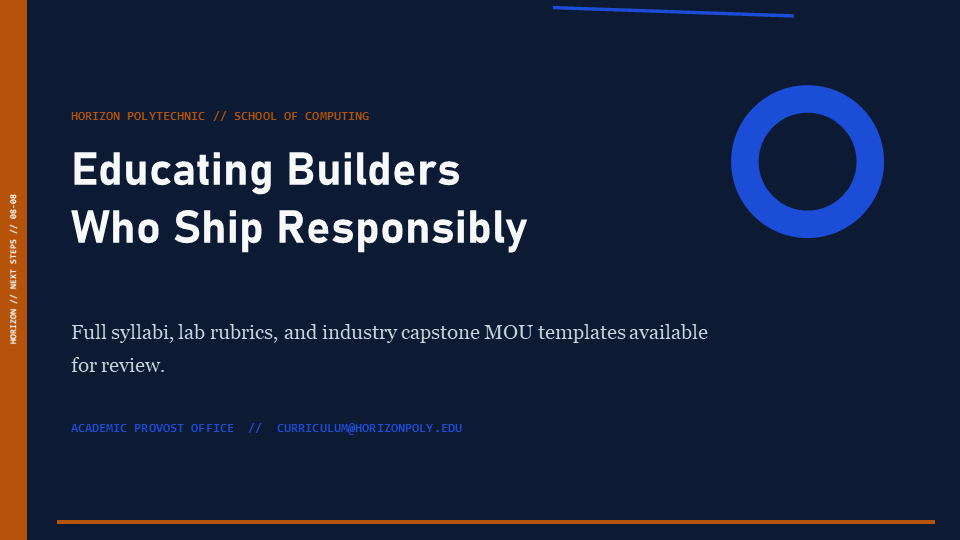 HORIZON POLYTECHNIC // SCHOOL OF COMPUTING
Educating Builders
Who Ship Responsibly
Full syllabi, lab rubrics, and industry capstone MOU templates available
for review.
ACADEMIC PROVOST OFFICE // CURRICULUM@HORIZONPOLY.EDU
HORIZON // NEXT STEPS // 08-08